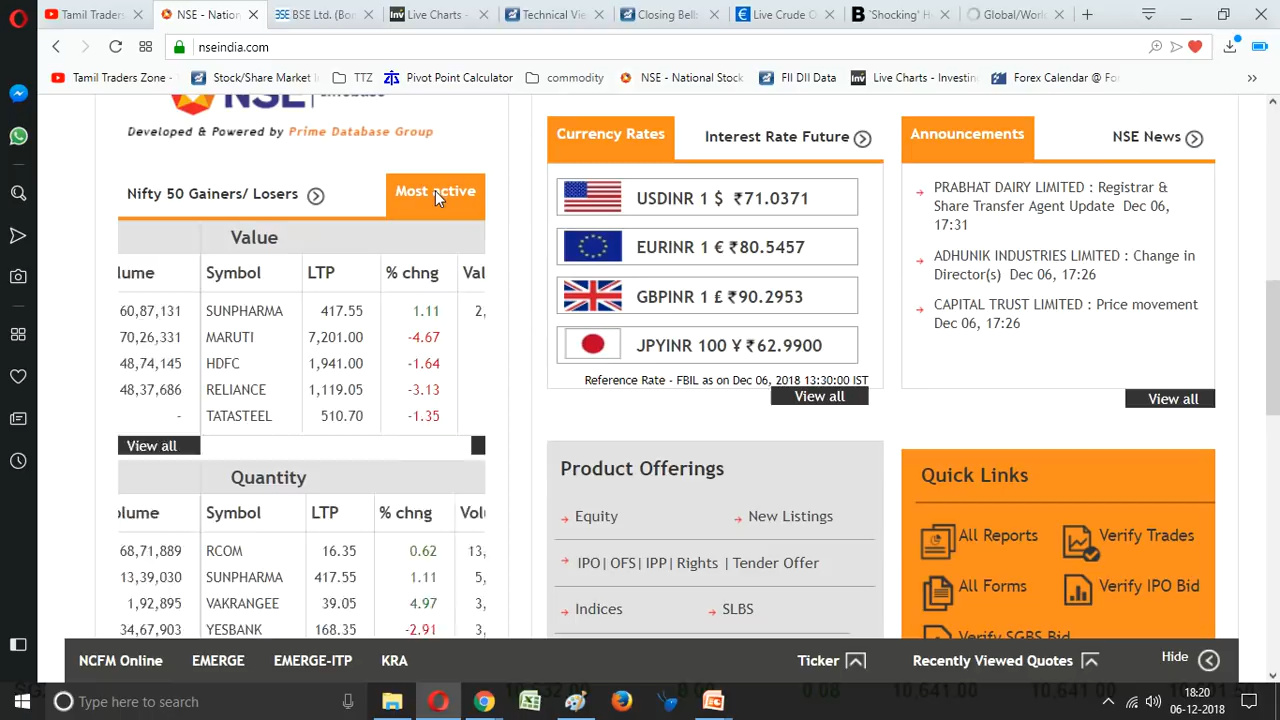 Tamil Traders Zone
NSE - Nation
BSE Ltd. (Bom
Live Charts -
Technical Vie
Closing Bell
Live Crude O
'Shocking' H
Global/World
nseindia.com
Tamil Traders Zone -
Stock/Share Market
TTZ
Pivot Point Calculator
commodity
NSE - National Stock
FII DII Data
Live Charts - Investin
Forex Calendar @ Fo
NSE
Developed & Powered by Prime Database Group
Nifty 50 Gainers/ Losers
Most active
Value
lume Symbol LTP % chng Val
60,87,131 SUNPHARMA 417.55 1.11 2,
70,26,331 MARUTI 7,201.00 -4.67
48,74,145 HDFC 1,941.00 -1.64
48,37,686 RELIANCE 1,119.05 -3.13
- TATASTEEL 510.70 -1.35
View all
Quantity
olume Symbol LTP % chng Vol
68,71,889 RCOM 16.35 0.62 13,
13,39,030 SUNPHARMA 417.55 1.11 5,
1,92,895 VAKRANGEE 39.05 4.97 3,
34,67,903 YESBANK 168.35 -2.91 3,
Currency Rates
Interest Rate Future
USDINR 1 $ ₹71.0371
EURINR 1 € ₹80.5457
GBPINR 1 £ ₹90.2953
JPYINR 100 ¥ ₹62.9900
Reference Rate - FBIL as on Dec 06, 2018 13:30:00 IST
View all
Announcements
NSE News
PRABHAT DAIRY LIMITED : Registrar &
Share Transfer Agent Update Dec 06,
17:31
ADHUNIK INDUSTRIES LIMITED : Change in
Director(s) Dec 06, 17:26
CAPITAL TRUST LIMITED : Price movement
Dec 06, 17:26
View all
Product Offerings
Equity
New Listings
IPO| OFS| IPP| Rights | Tender Offer
Indices
SLBS
Quick Links
All Reports
Verify Trades
All Forms
Verify IPO Bid
Verify SGBS Bid
NCFM Online
EMERGE
EMERGE-ITP
KRA
Ticker
Recently Viewed Quotes
Hide
Type here to search
18:20
06-12-2018